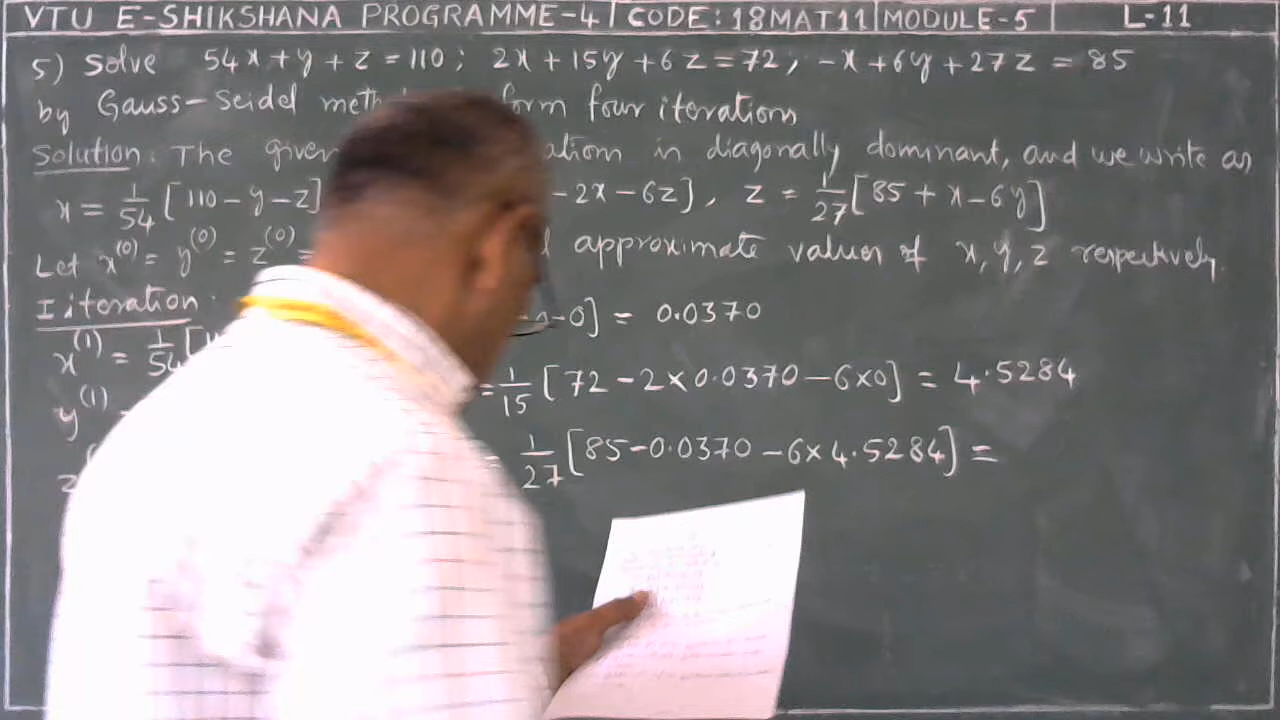 VTU E-SHIKSHANA PROGRAMME-4 | CODE: 18MAT11 | MODULE-5 | L-11
5) Solve 54x+y+z=110; 2x+15y+6z=72, -x+6y+27z=85
by Gauss-Seidel form four iterations
Solution: The given in diagonally dominant, and we write as
x = 1/54 [110-y-z] -2x-6z], z = 1/27 [85+x-6y]
Let x^(0) = y^(0) = z^(0) = approximate values of x, y, z respectively.
I iteration:
-0] = 0.0370
x^(1) = 1/54 [
y^(1) = 1/15 [72-2×0.0370-6×0] = 4.5284
z = 1/27 [85-0.0370-6×4.5284] =